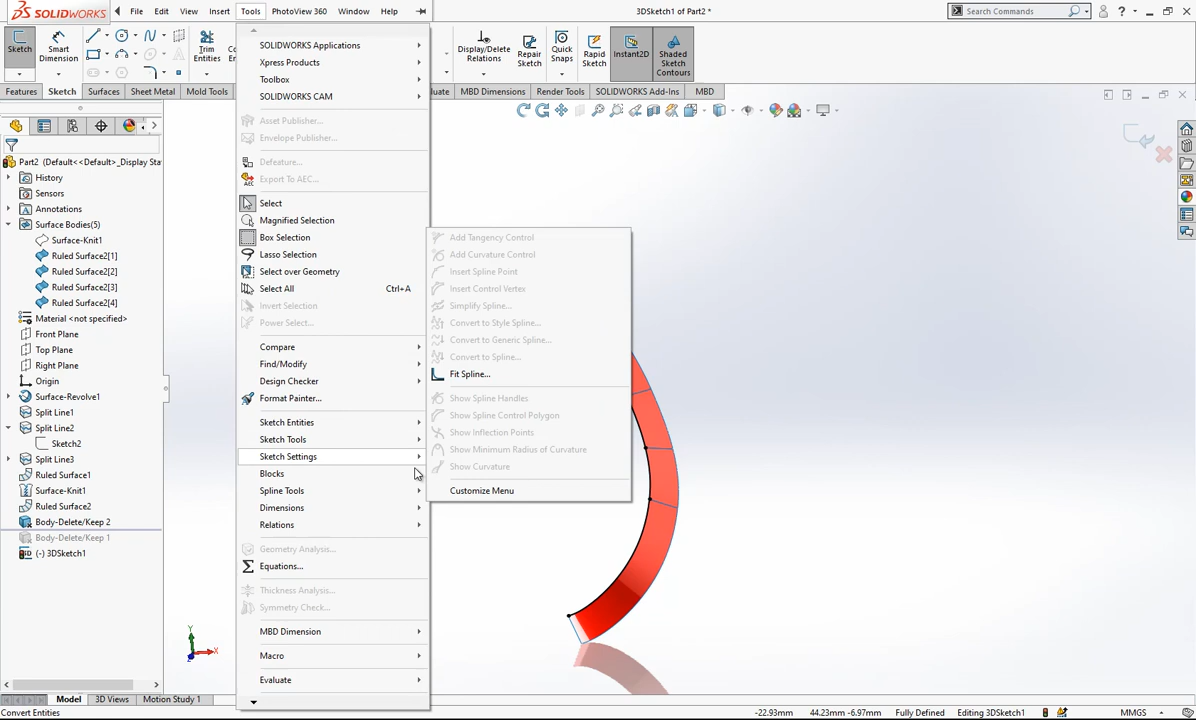 SOLIDWORKS File Edit View Insert Tools PhotoView 360 Window Help 3DSketch1 of Part2 * Search Commands ?
Sketch
Smart Dimension
Trim Entities
Display/Delete Relations
Repair Sketch
Quick Snaps
Rapid Sketch
Instant2D
Shaded Sketch Contours
Features Sketch Surfaces Sheet Metal Mold Tools uate MBD Dimensions Render Tools SOLIDWORKS Add-Ins MBD
Part2 (Default<<Default>_Display Sta
History
Sensors
Annotations
Surface Bodies(5)
Surface-Knit1
Ruled Surface2[1]
Ruled Surface2[2]
Ruled Surface2[3]
Ruled Surface2[4]
Material <not specified>
Front Plane
Top Plane
Right Plane
Origin
Surface-Revolve1
Split Line1
Split Line2
Sketch2
Split Line3
Ruled Surface1
Surface-Knit1
Ruled Surface2
Body-Delete/Keep 2
Body-Delete/Keep 1
(-) 3DSketch1
SOLIDWORKS Applications
Xpress Products
Toolbox
SOLIDWORKS CAM
Asset Publisher...
Envelope Publisher...
Defeature...
Export To AEC...
Select
Magnified Selection
Box Selection
Lasso Selection
Select over Geometry
Select All Ctrl+A
Invert Selection
Power Select...
Compare
Find/Modify
Design Checker
Format Painter...
Sketch Entities
Sketch Tools
Sketch Settings
Blocks
Spline Tools
Dimensions
Relations
Geometry Analysis...
Equations...
Thickness Analysis...
Symmetry Check...
MBD Dimension
Macro
Evaluate
Add Tangency Control
Add Curvature Control
Insert Spline Point
Insert Control Vertex
Simplify Spline...
Convert to Style Spline...
Convert to Generic Spline...
Convert to Spline...
Fit Spline...
Show Spline Handles
Show Spline Control Polygon
Show Inflection Points
Show Minimum Radius of Curvature
Show Curvature
Customize Menu
Y
X
Z
Model 3D Views Motion Study 1
Convert Entities -22.93mm 44.23mm -6.97mm Fully Defined Editing 3DSketch1 MMGS